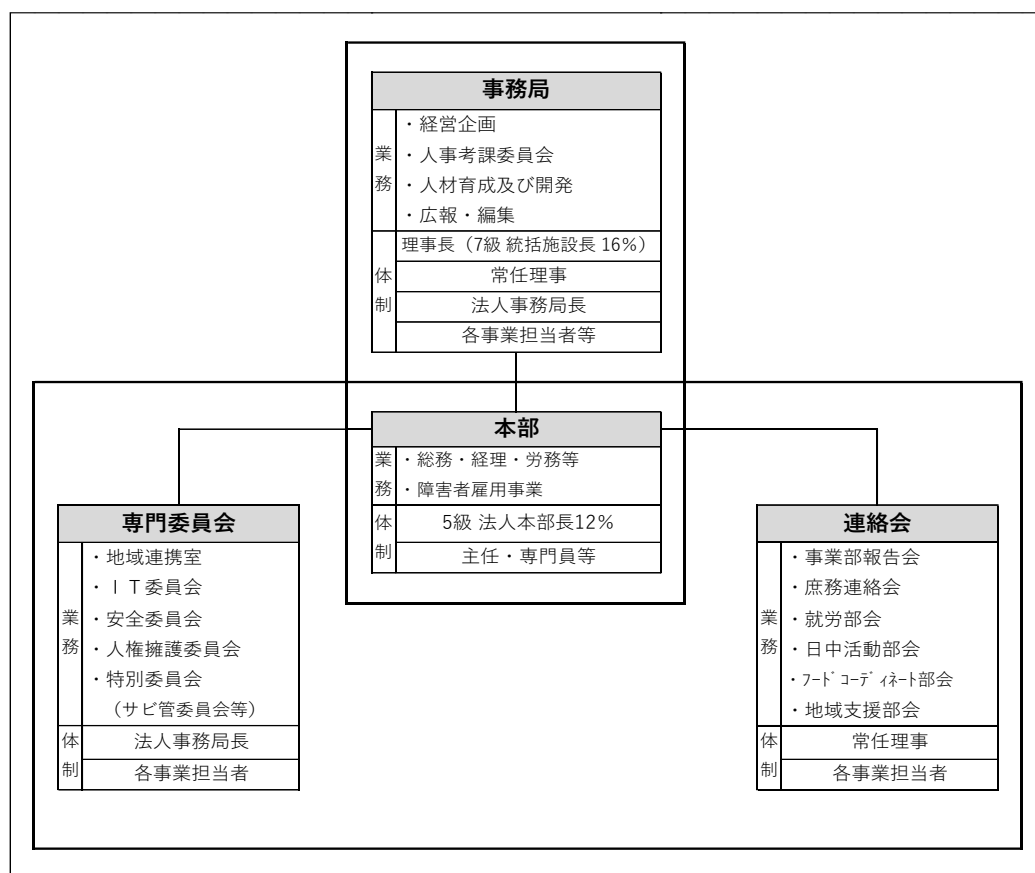 事務局
業務
・経営企画
・人事考課委員会
・人材育成及び開発
・広報・編集
体制
理事長（7級 統括施設長 16%）
常任理事
法人事務局長
各事業担当者等
本部
業務
・総務・経理・労務等
・障害者雇用事業
体制
5級 法人本部長12%
主任・専門員等
専門委員会
業務
・地域連携室
・ＩＴ委員会
・安全委員会
・人権擁護委員会
・特別委員会
（サビ管委員会等）
体制
法人事務局長
各事業担当者
連絡会
業務
・事業部報告会
・庶務連絡会
・就労部会
・日中活動部会
・ﾌｰﾄﾞｺｰﾃﾞｨﾈｰﾄ部会
・地域支援部会
体制
常任理事
各事業担当者